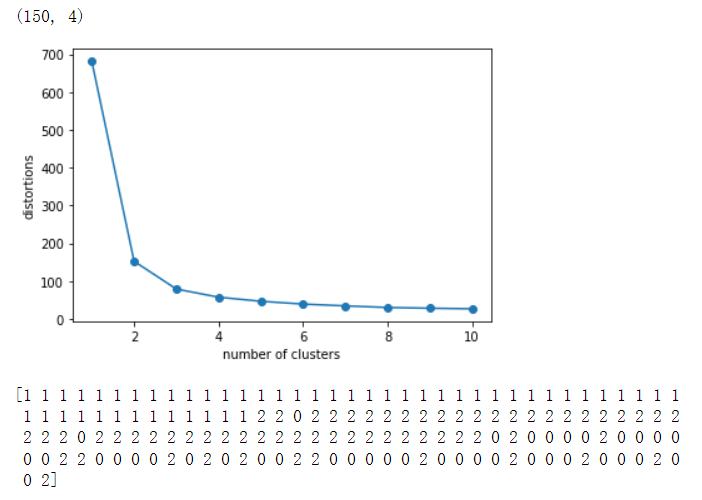 (150, 4)
700
600
500
400
300
200
100
0
distortions
2 4 6 8 10
number of clusters
[1 1 1 1 1 1 1 1 1 1 1 1 1 1 1 1 1 1 1 1 1 1 1 1 1 1 1 1 1 1 1 1 1 1 1 1 1
1 1 1 1 1 1 1 1 1 1 1 1 1 2 2 0 2 2 2 2 2 2 2 2 2 2 2 2 2 2 2 2 2 2 2 2 2
2 2 2 0 2 2 2 2 2 2 2 2 2 2 2 2 2 2 2 2 2 2 2 2 2 2 0 2 0 0 0 0 2 0 0 0 0
0 0 2 2 0 0 0 0 2 0 2 0 2 0 0 2 2 0 0 0 0 0 2 0 0 0 0 2 0 0 0 2 0 0 0 2 0
0 2]